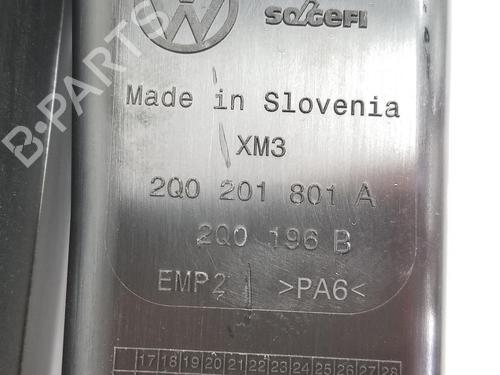 SOGEFI
Made in Slovenia
XM3
2Q0 201 801 A
2Q0 196 B
EMP2 >PA6<
17 18 19 20 21 22 23 24 25 26 27 28
B-PARTS